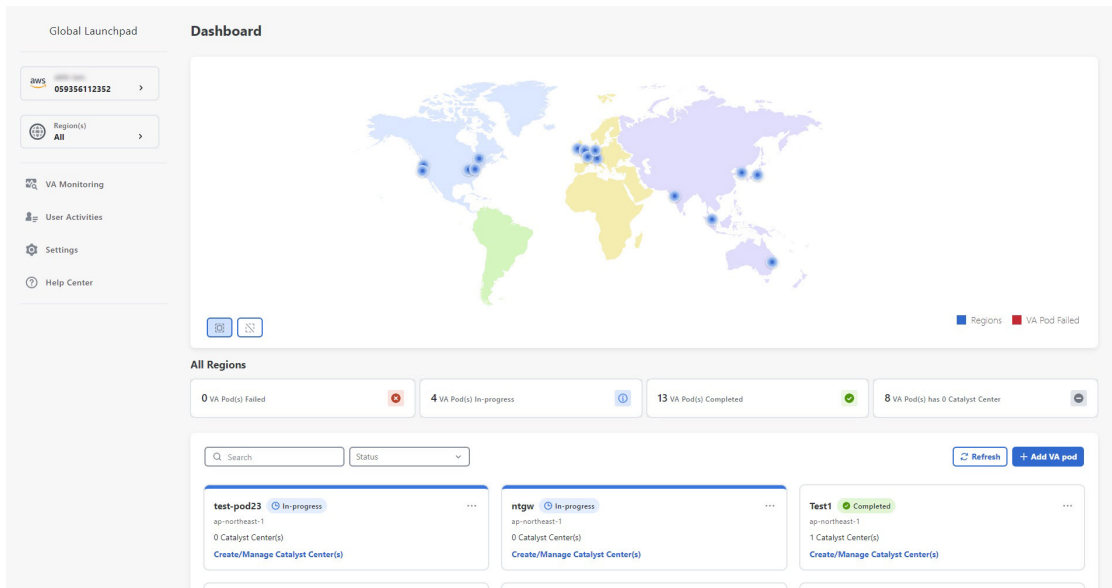 Global Launchpad
Dashboard
aws
059356112352
Region(s)
All
VA Monitoring
User Activities
Settings
Help Center
Regions
VA Pod Failed
All Regions
0 VA Pod(s) Failed
4 VA Pod(s) In-progress
13 VA Pod(s) Completed
8 VA Pod(s) has 0 Catalyst Center
Search
Status
Refresh
+ Add VA pod
test-pod23 In-progress
ap-northeast-1
0 Catalyst Center(s)
Create/Manage Catalyst Center(s)
ntgw In-progress
ap-northeast-1
0 Catalyst Center(s)
Create/Manage Catalyst Center(s)
Test1 Completed
ap-northeast-1
1 Catalyst Center(s)
Create/Manage Catalyst Center(s)